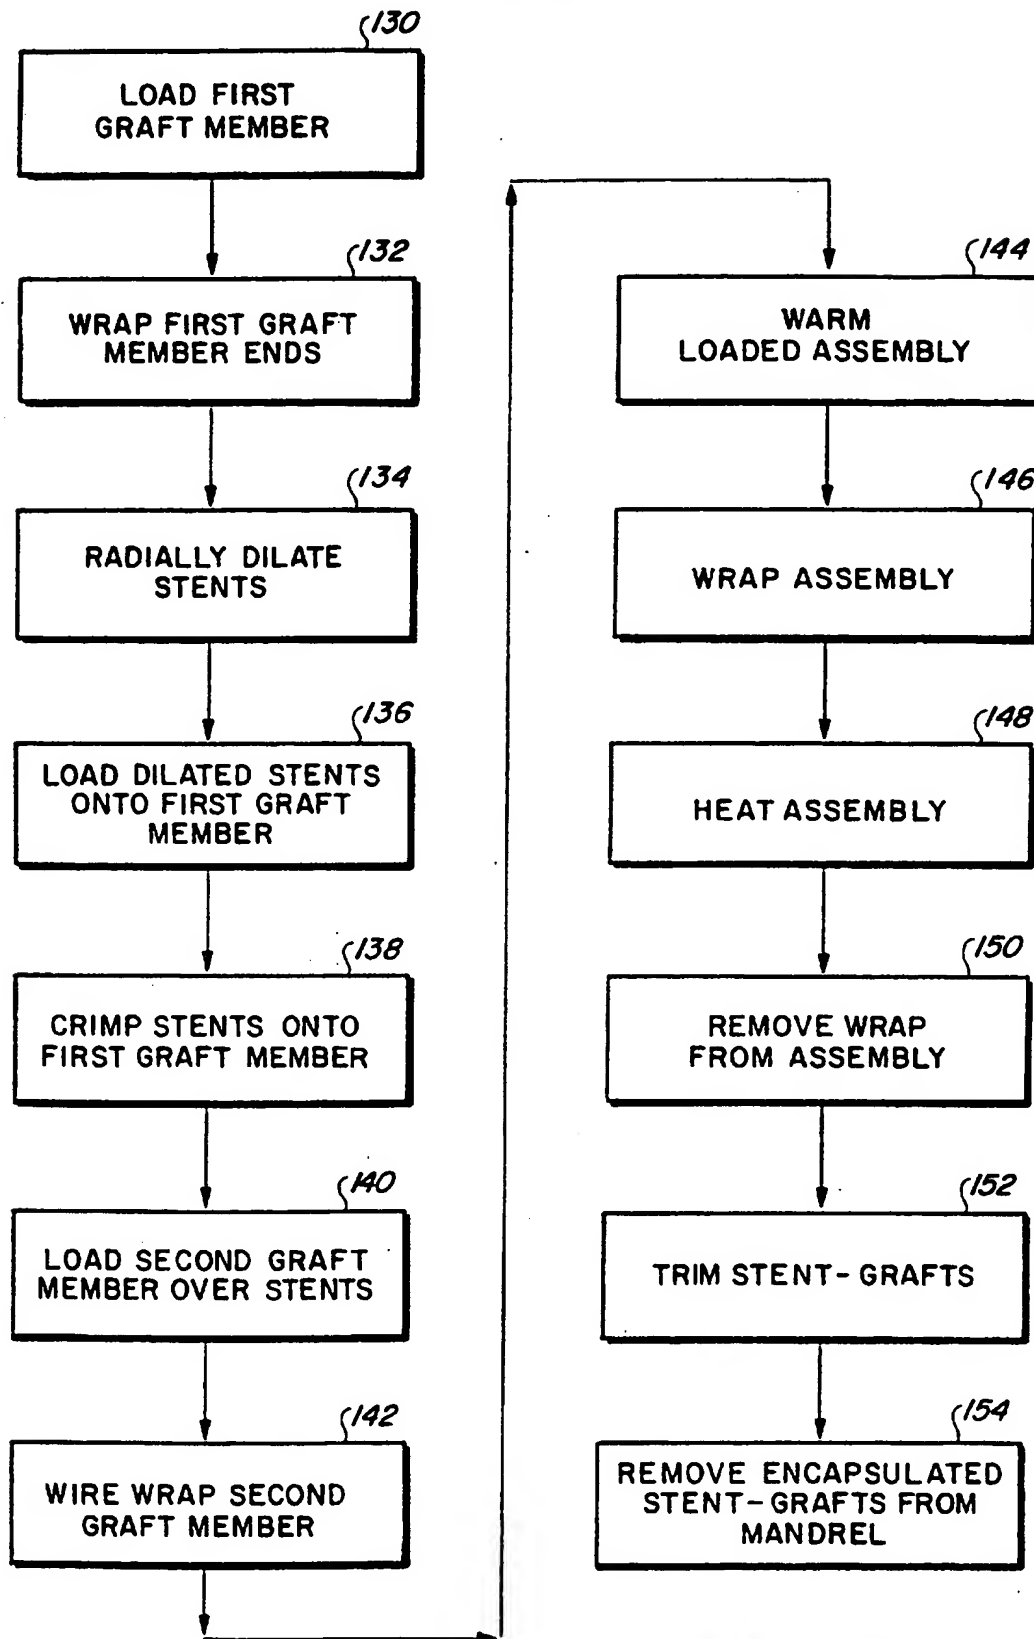 130
LOAD FIRST
GRAFT MEMBER
132
WRAP FIRST GRAFT
MEMBER ENDS
134
RADIALLY DILATE
STENTS
136
LOAD DILATED STENTS
ONTO FIRST GRAFT
MEMBER
138
CRIMP STENTS ONTO
FIRST GRAFT MEMBER
140
LOAD SECOND GRAFT
MEMBER OVER STENTS
142
WIRE WRAP SECOND
GRAFT MEMBER
144
WARM
LOADED ASSEMBLY
146
WRAP ASSEMBLY
148
HEAT ASSEMBLY
150
REMOVE WRAP
FROM ASSEMBLY
152
TRIM STENT-GRAFTS
154
REMOVE ENCAPSULATED
STENT-GRAFTS FROM
MANDREL